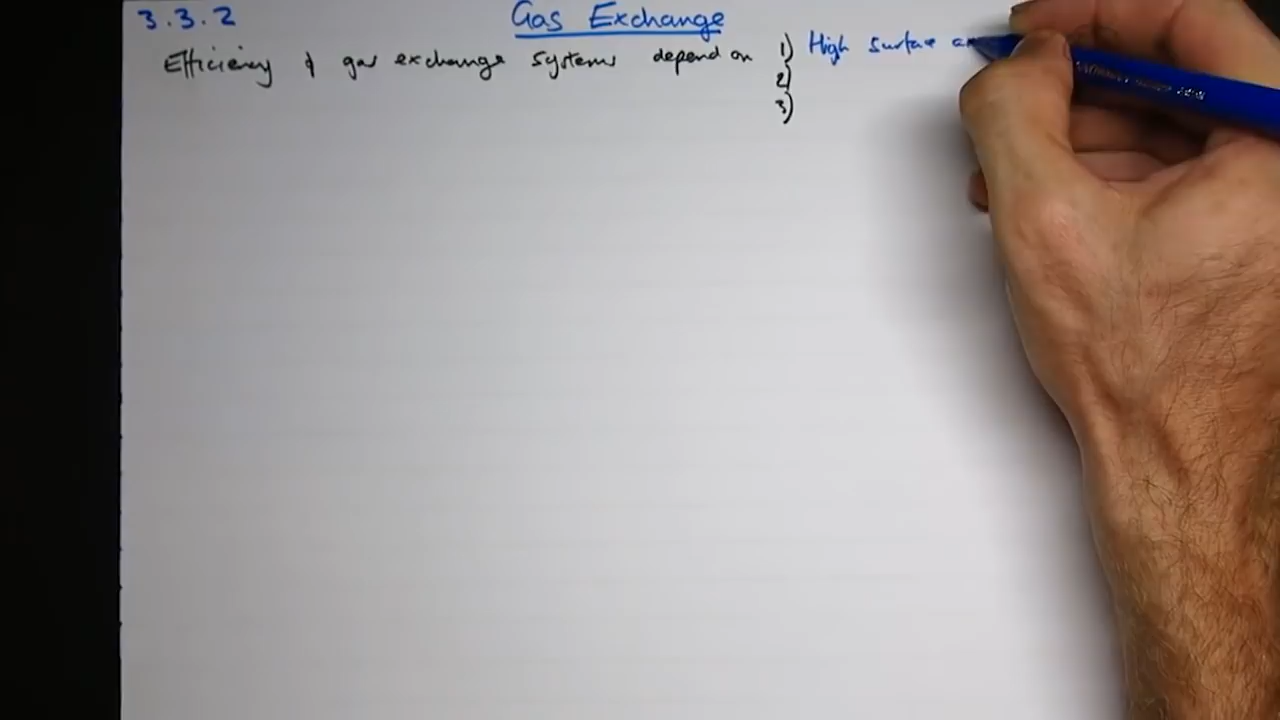 3.3.2
Gas Exchange
Efficiency of gas exchange systems depend on 1) High surface a
2)
3)